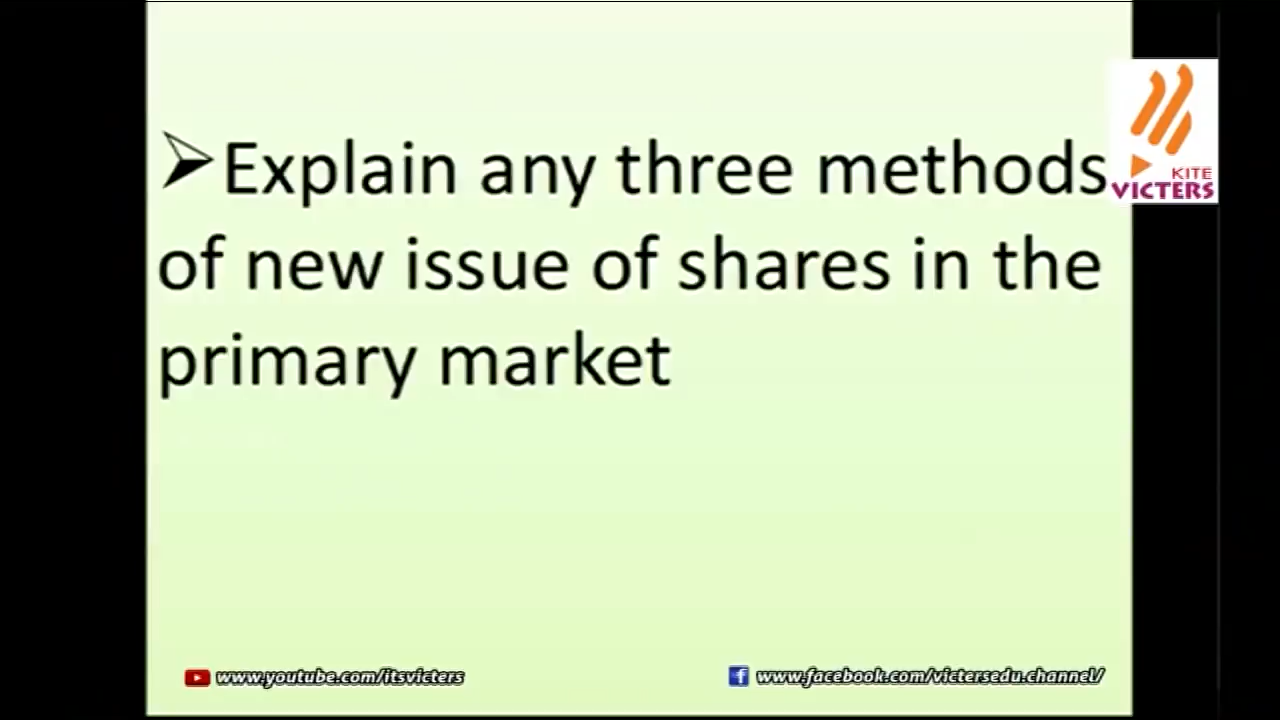 ➢Explain any three methods
of new issue of shares in the
primary market
KITE
VICTERS
www.youtube.com/itsvicters
www.facebook.com/victersedu.channel/